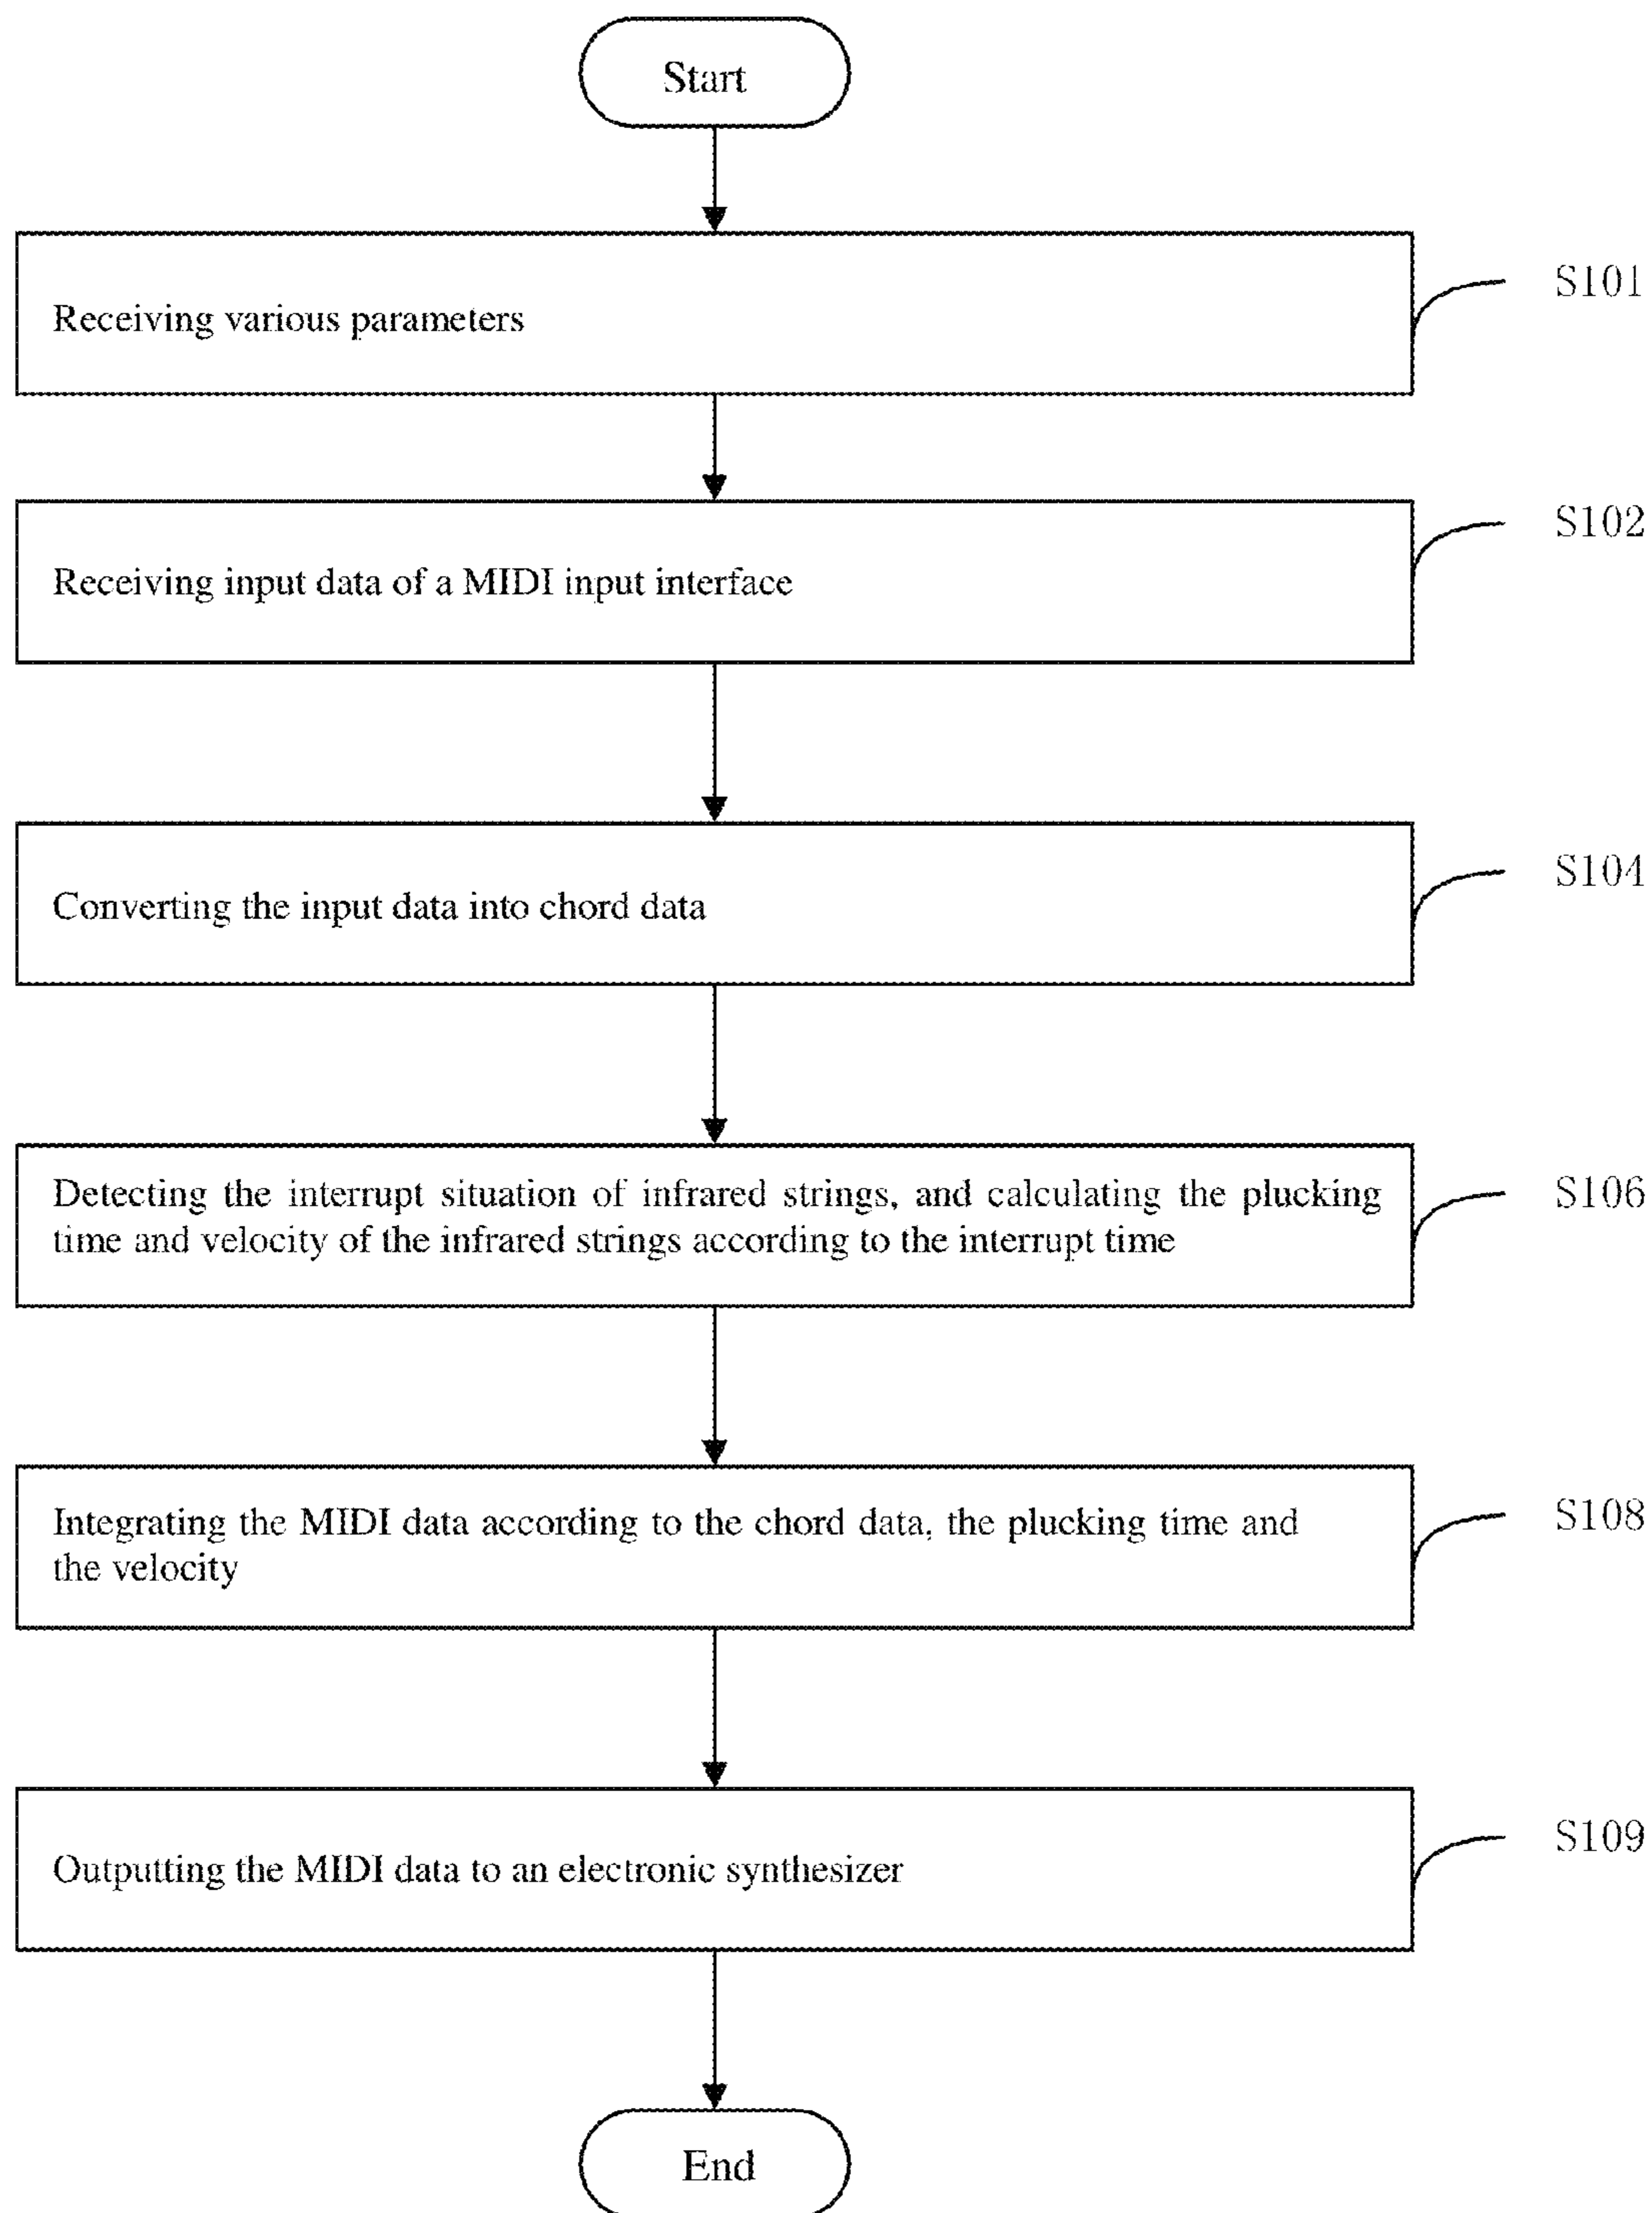 Start
Receiving various parameters
S101
Receiving input data of a MIDI input interface
S102
Converting the input data into chord data
S104
Detecting the interrupt situation of infrared strings, and calculating the plucking
time and velocity of the infrared strings according to the interrupt time
S106
Integrating the MIDI data according to the chord data, the plucking time and
the velocity
S108
Outputting the MIDI data to an electronic synthesizer
S109
End